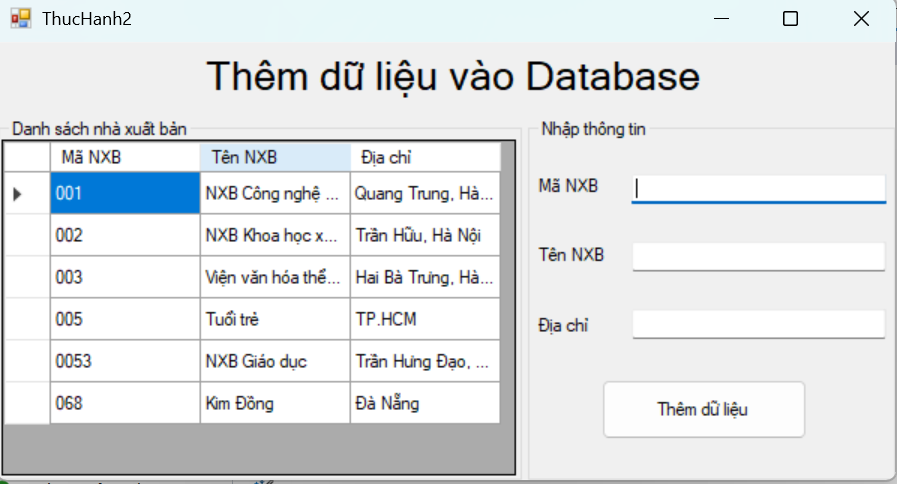 ThucHanh2
Thêm dữ liệu vào Database
Danh sách nhà xuất bản
Mã NXB Tên NXB Địa chỉ
001 NXB Công nghệ ... Quang Trung, Hà...
002 NXB Khoa học x... Trần Hữu, Hà Nội
003 Viện văn hóa thể... Hai Bà Trưng, Hà...
005 Tuổi trẻ TP.HCM
0053 NXB Giáo dục Trần Hưng Đạo, ...
068 Kim Đồng Đà Nẵng
Nhập thông tin
Mã NXB
Tên NXB
Địa chỉ
Thêm dữ liệu